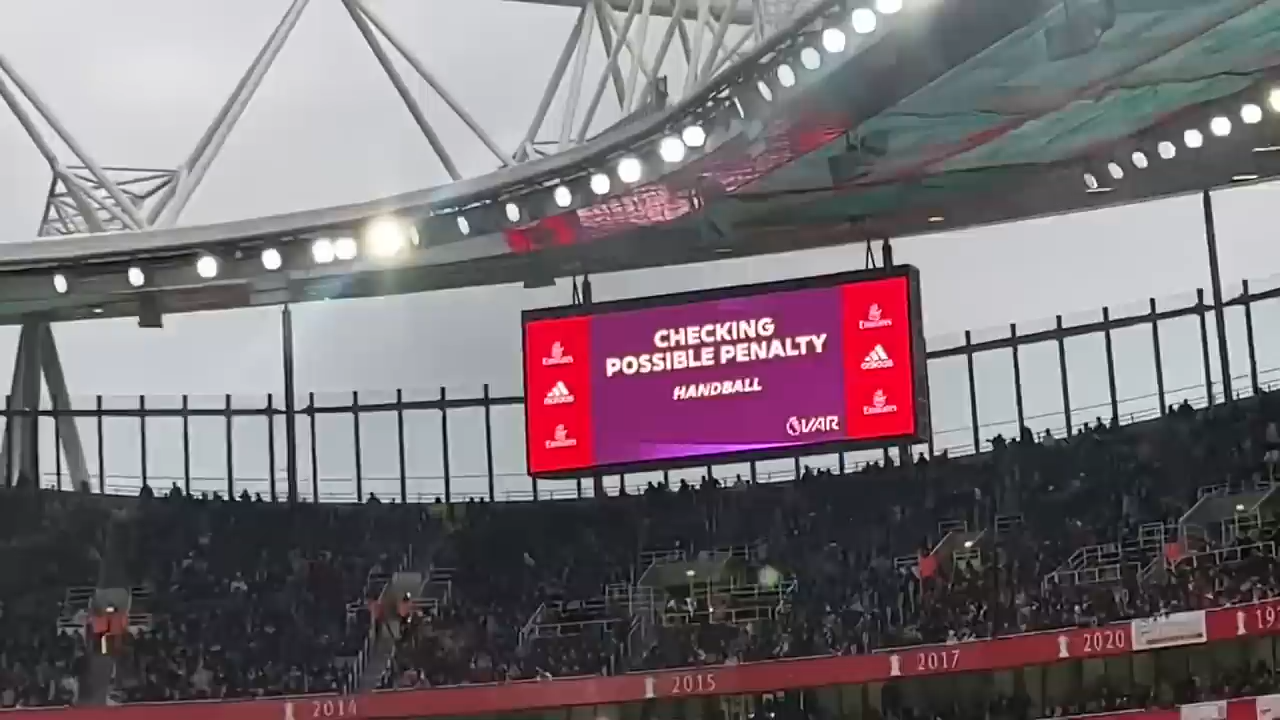 CHECKING
POSSIBLE PENALTY
HANDBALL
VAR
Emirates
adidas
Emirates
Emirates
adidas
Emirates
2014
2015
2017
2020
19